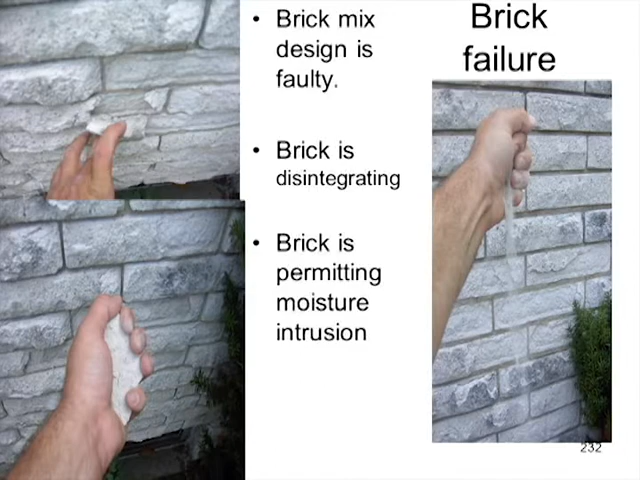 Brick failure
• Brick mix
design is
faulty.
• Brick is
disintegrating
• Brick is
permitting
moisture
intrusion
232